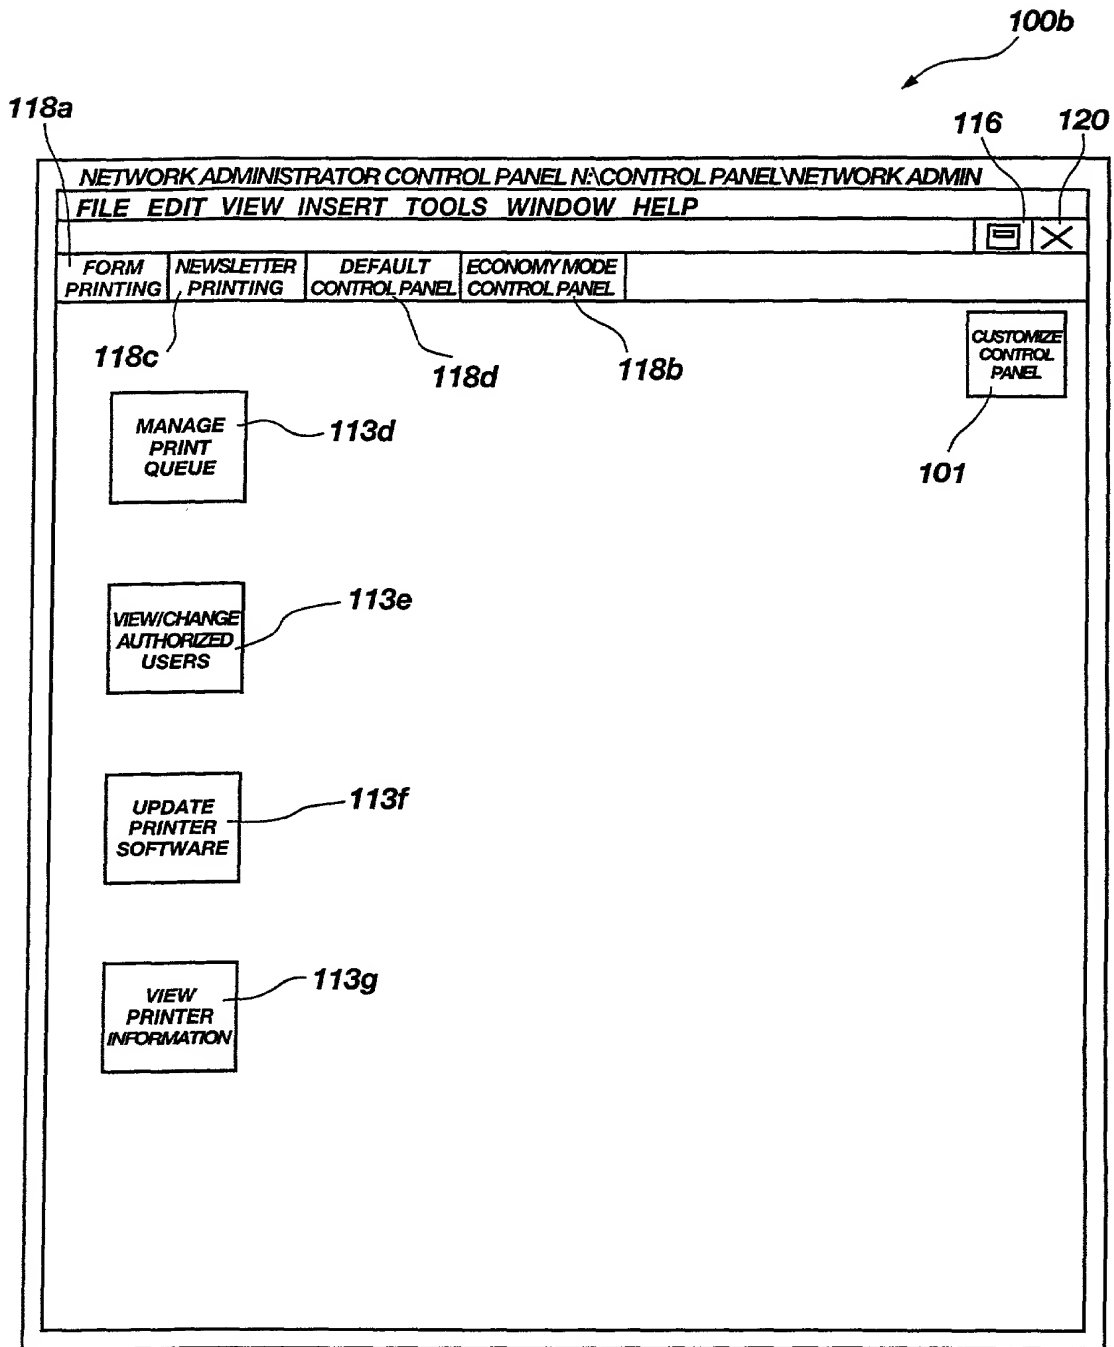 100b
118a
116
120
NETWORK ADMINISTRATOR CONTROL PANEL N:\CONTROL PANEL\NETWORK ADMIN
FILE EDIT VIEW INSERT TOOLS WINDOW HELP
FORM
PRINTING
NEWSLETTER
PRINTING
DEFAULT
CONTROL PANEL
ECONOMY MODE
CONTROL PANEL
118c
118d
118b
CUSTOMIZE
CONTROL
PANEL
101
MANAGE
PRINT
QUEUE
113d
VIEW/CHANGE
AUTHORIZED
USERS
113e
UPDATE
PRINTER
SOFTWARE
113f
VIEW
PRINTER
INFORMATION
113g